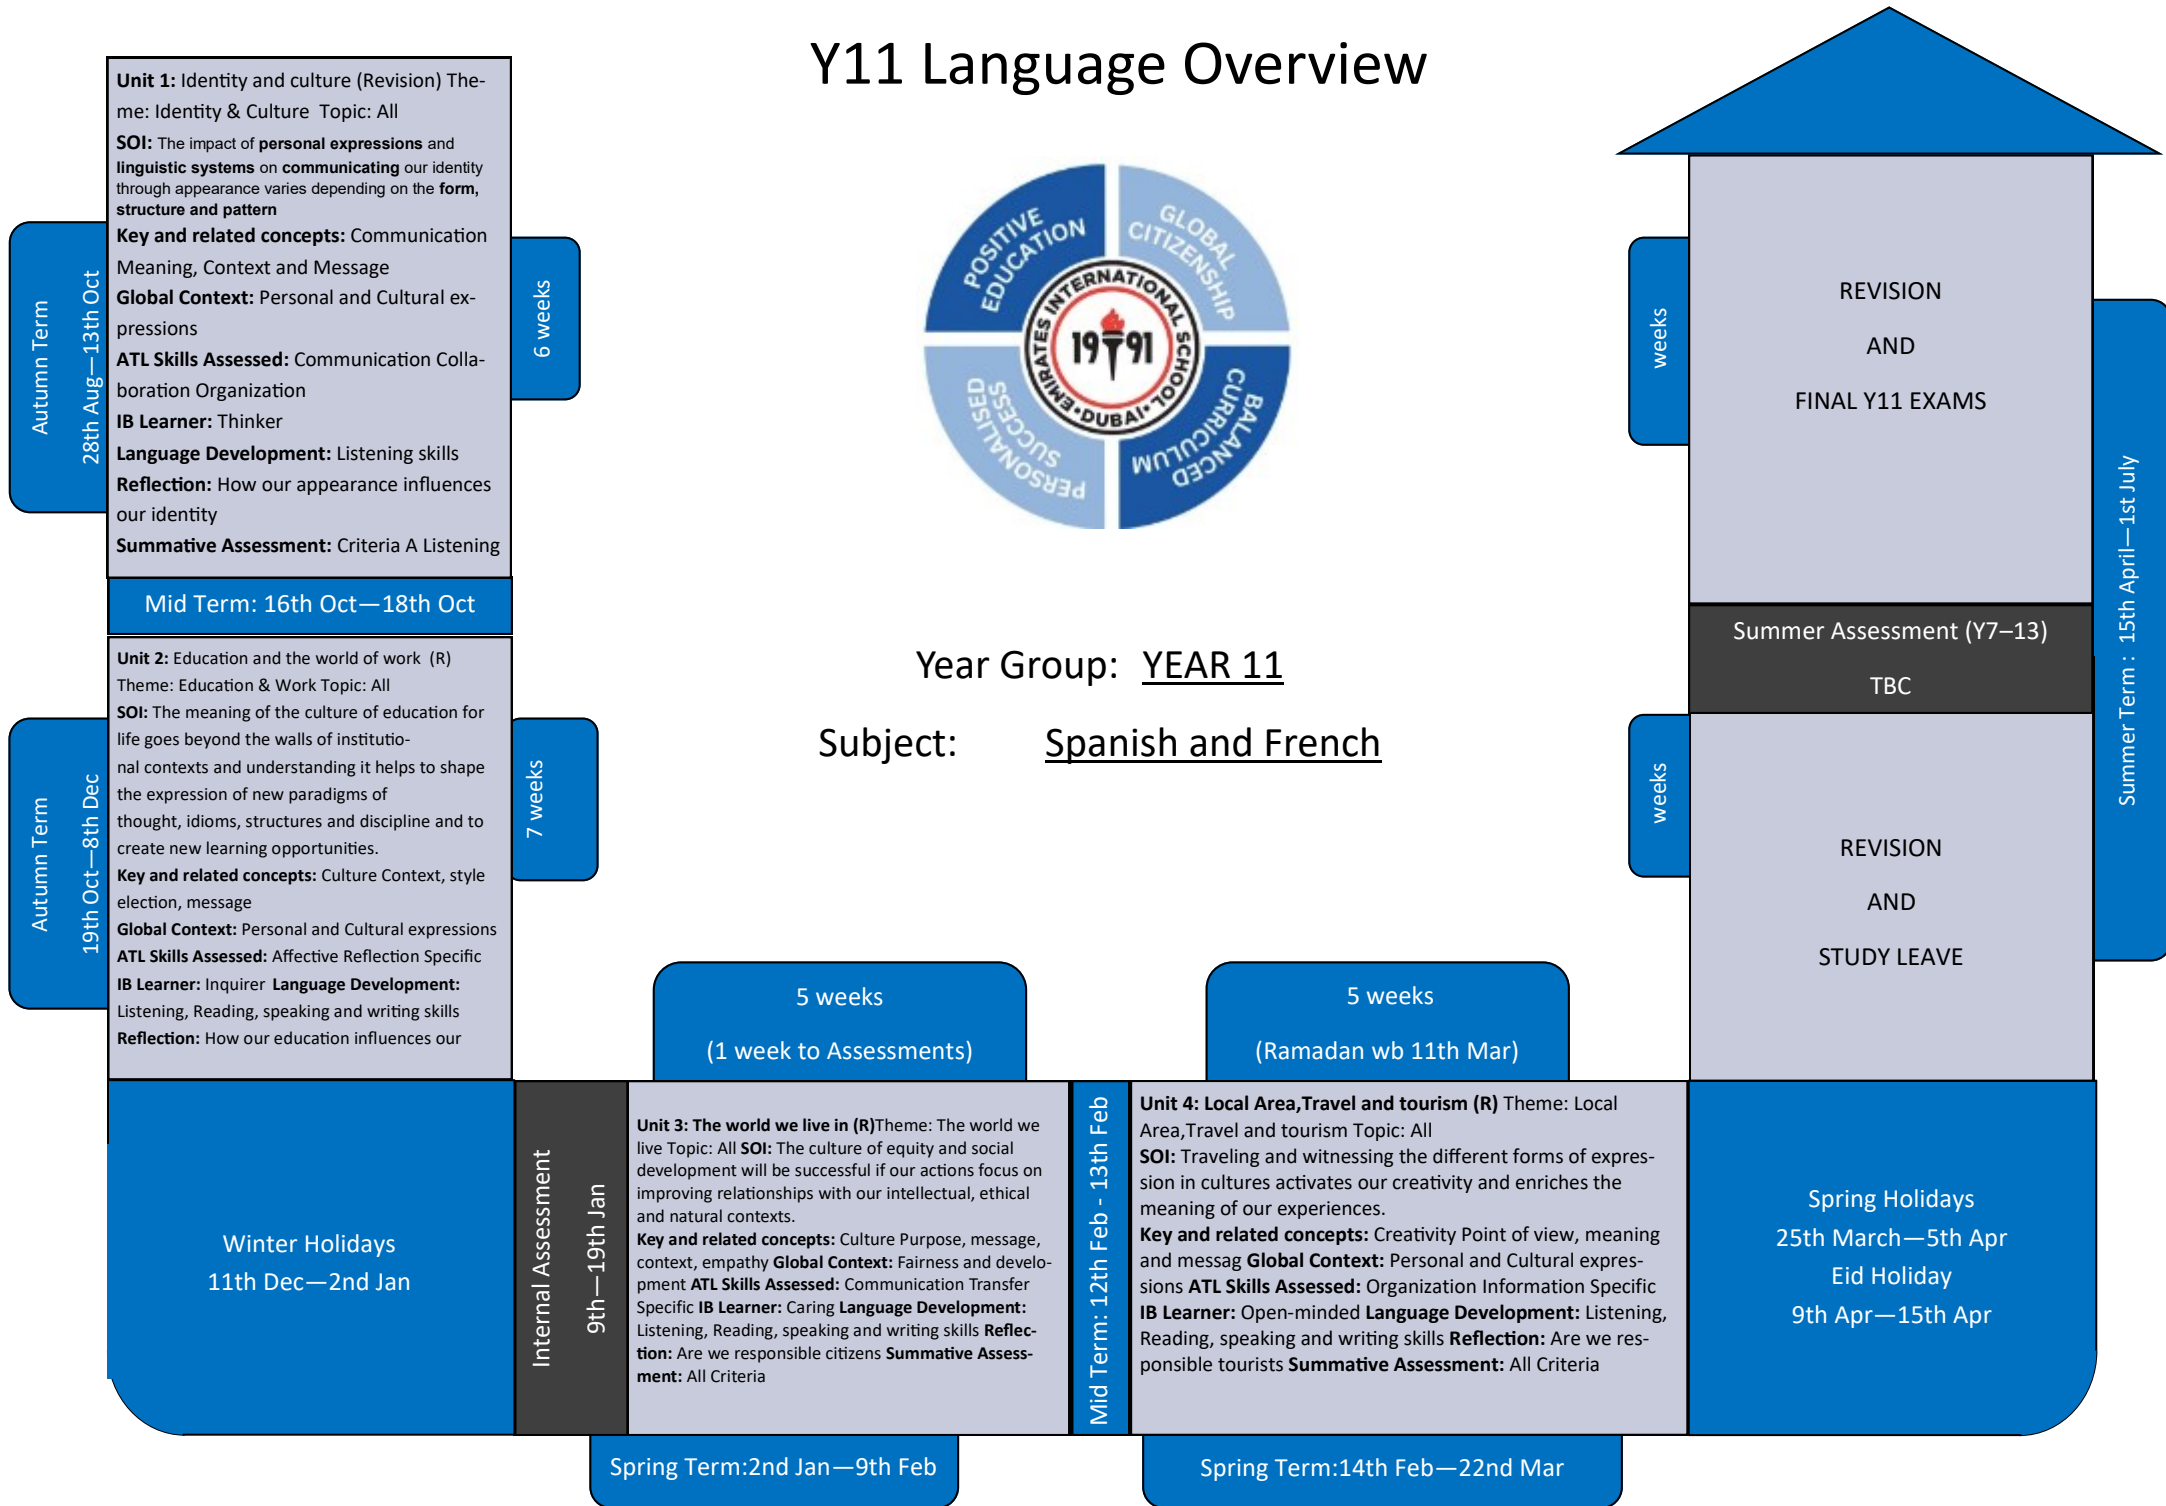 Y11 Language Overview
Unit 1: Identity and culture (Revision) The-
me: Identity & Culture  Topic: All
SOI: The impact of personal expressions and
linguistic systems on communicating our identity
through appearance varies depending on the form,
structure and pattern
Key and related concepts: Communication
Meaning, Context and Message
Global Context: Personal and Cultural ex-
pressions
ATL Skills Assessed: Communication Colla-
boration Organization
IB Learner: Thinker
Language Development: Listening skills
Reflection: How our appearance influences
our identity
Summative Assessment: Criteria A Listening
Autumn Term
28th Aug—13th Oct
6 weeks
Mid Term: 16th Oct—18th Oct
Unit 2: Education and the world of work  (R)
Theme: Education & Work Topic: All
SOI: The meaning of the culture of education for
life goes beyond the walls of institutio-
nal contexts and understanding it helps to shape
the expression of new paradigms of
thought, idioms, structures and discipline and to
create new learning opportunities.
Key and related concepts: Culture Context, style
election, message
Global Context: Personal and Cultural expressions
ATL Skills Assessed: Affective Reflection Specific
IB Learner: Inquirer  Language Development:
Listening, Reading, speaking and writing skills
Reflection: How our education influences our
Autumn Term
19th Oct—8th Dec
7 weeks
POSITIVE
EDUCATION
GLOBAL
CITIZENSHIP
BALANCED
CURRICULUM
PERSONALISED
SUCCESS
EMIRATES INTERNATIONAL SCHOOL
•DUBAI•
1991
Year Group:  YEAR 11
Subject:  Spanish and French
Winter Holidays
11th Dec—2nd Jan
Internal Assessment
9th—19th Jan
5 weeks
(1 week to Assessments)
Unit 3: The world we live in (R)Theme: The world we
live Topic: All SOI: The culture of equity and social
development will be successful if our actions focus on
improving relationships with our intellectual, ethical
and natural contexts.
Key and related concepts: Culture Purpose, message,
context, empathy Global Context: Fairness and develo-
pment ATL Skills Assessed: Communication Transfer
Specific IB Learner: Caring Language Development:
Listening, Reading, speaking and writing skills Reflec-
tion: Are we responsible citizens Summative Assess-
ment: All Criteria
Spring Term:2nd Jan—9th Feb
Mid Term: 12th Feb - 13th Feb
5 weeks
(Ramadan wb 11th Mar)
Unit 4: Local Area,Travel and tourism (R) Theme: Local
Area,Travel and tourism Topic: All
SOI: Traveling and witnessing the different forms of expres-
sion in cultures activates our creativity and enriches the
meaning of our experiences.
Key and related concepts: Creativity Point of view, meaning
and messag Global Context: Personal and Cultural expres-
sions ATL Skills Assessed: Organization Information Specific
IB Learner: Open-minded Language Development: Listening,
Reading, speaking and writing skills Reflection: Are we res-
ponsible tourists Summative Assessment: All Criteria
Spring Term:14th Feb—22nd Mar
Spring Holidays
25th March—5th Apr
Eid Holiday
9th Apr—15th Apr
REVISION
AND
STUDY LEAVE
weeks
Summer Assessment (Y7–13)
TBC
REVISION
AND
FINAL Y11 EXAMS
weeks
Summer Term :  15th April—1st July